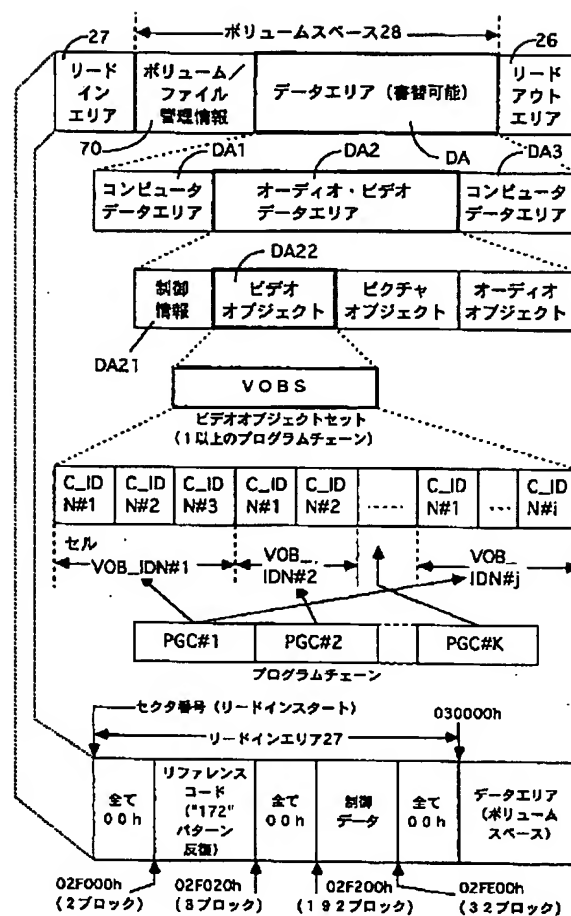 27
ボリュームスペース28
26
リード
イン
エリア
ボリューム／
ファイル
管理情報
データエリア（書替可能）
リード
アウト
エリア
70
DA1
DA2
DA
DA3
コンピュータ
データエリア
オーディオ・ビデオ
データエリア
コンピュータ
データエリア
DA22
制御
情報
ビデオ
オブジェクト
ピクチャ
オブジェクト
オーディオ
オブジェクト
DA21
VOBS
ビデオオブジェクトセット
（1以上のプログラムチェーン）
C_ID
N#1
C_ID
N#2
C_ID
N#3
C_ID
N#1
C_ID
N#2
……
C_ID
N#1
…
C_ID
N#i
セル
VOB_IDN#1
VOB_
IDN#2
VOB_
IDN#j
PGC#1
PGC#2
PGC#K
プログラムチェーン
セクタ番号（リードインスタート）
030000h
リードインエリア27
全て
00h
リファレンス
コード
("172"
パターン
反復)
全て
00h
制御
データ
全て
00h
データエリア
（ボリューム
スペース）
02F000h
（2ブロック）
02F020h
02F200h
（192ブロック）
02FE00h
（32ブロック）